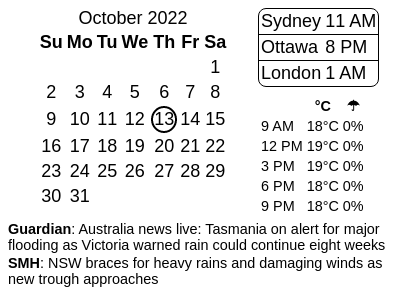 October 2022
Su Mo Tu We Th Fr Sa
1
2 3 4 5 6 7 8
9 10 11 12 13 14 15
16 17 18 19 20 21 22
23 24 25 26 27 28 29
30 31
Sydney 11 AM
Ottawa 8 PM
London 1 AM
°C ☂
9 AM 18°C 0%
12 PM 19°C 0%
3 PM 19°C 0%
6 PM 18°C 0%
9 PM 18°C 0%
Guardian: Australia news live: Tasmania on alert for major
flooding as Victoria warned rain could continue eight weeks
SMH: NSW braces for heavy rains and damaging winds as
new trough approaches